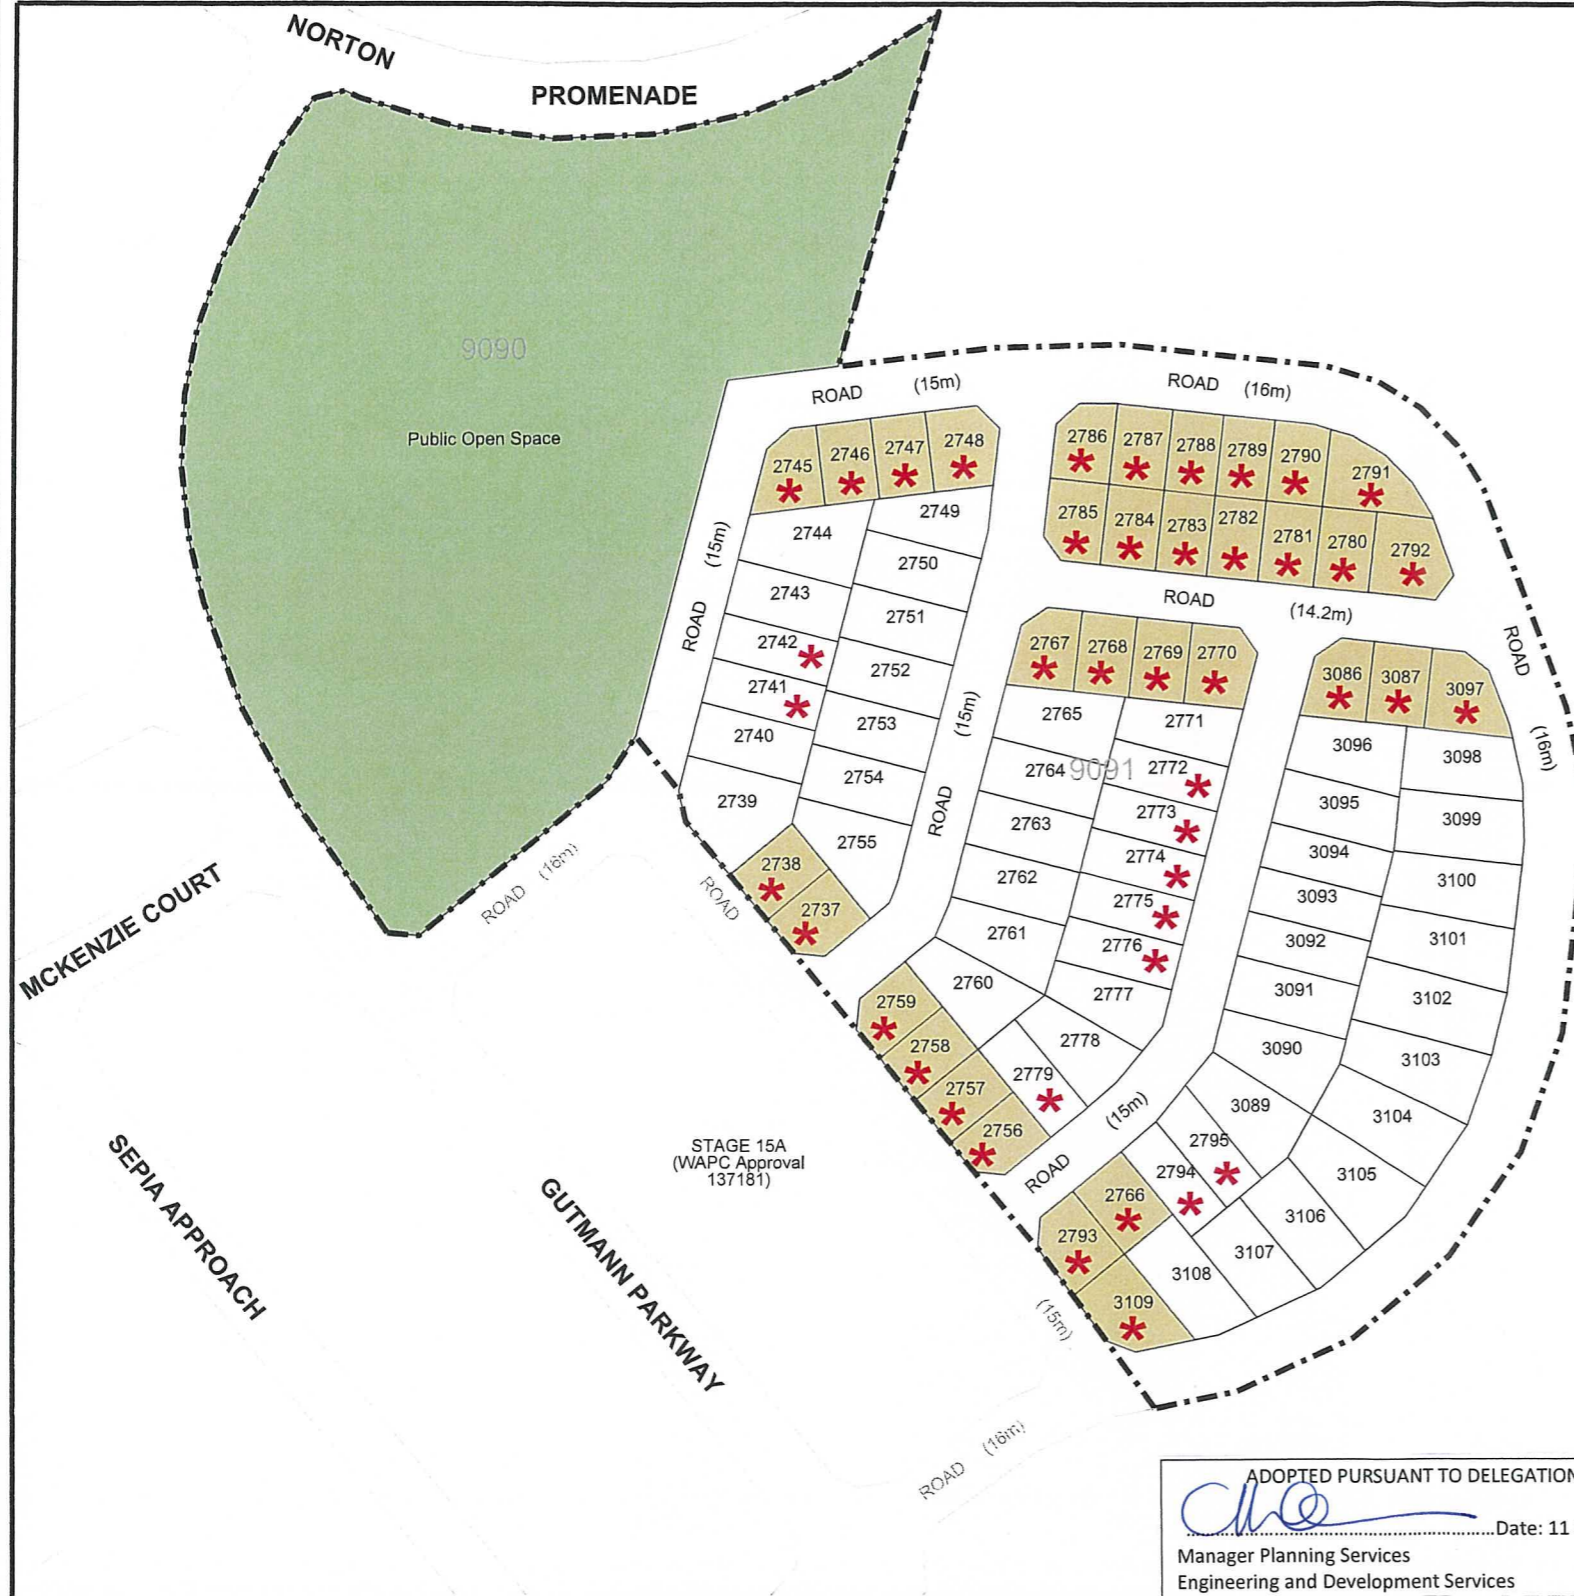 NORTON
PROMENADE
9090
Public Open Space
ROAD (15m)
ROAD (16m)
2745 2746 2747 2748
2786 2787 2788 2789 2790 2791
2785 2784 2783 2782 2781 2780 2792
2744 2749
2743 2750
2742 2751
2741 2752
2740 2753
2739 2754
2755
2738
2737
ROAD (15m)
ROAD (14.2m)
ROAD (16m)
2767 2768 2769 2770
3086 3087 3097
ROAD (15m)
2765 2771
2764 9091 2772
2763 2773
2762 2774
2775
2761 2776
2760 2777
2778
2779
2759
2758
2757
2756
3096 3098
3095 3099
3094 3100
3093
3092 3101
3091 3102
3090 3103
3089 3104
2795 3105
2794 3106
2766 3107
2793 3108
3109
ROAD (15m)
ROAD (16m)
ROAD
(15m)
MCKENZIE COURT
SEPIA APPROACH
GUTMANN PARKWAY
STAGE 15A
(WAPC Approval
137181)
ROAD (16m)
ADOPTED PURSUANT TO DELEGATION
Date: 11
Manager Planning Services
Engineering and Development Services